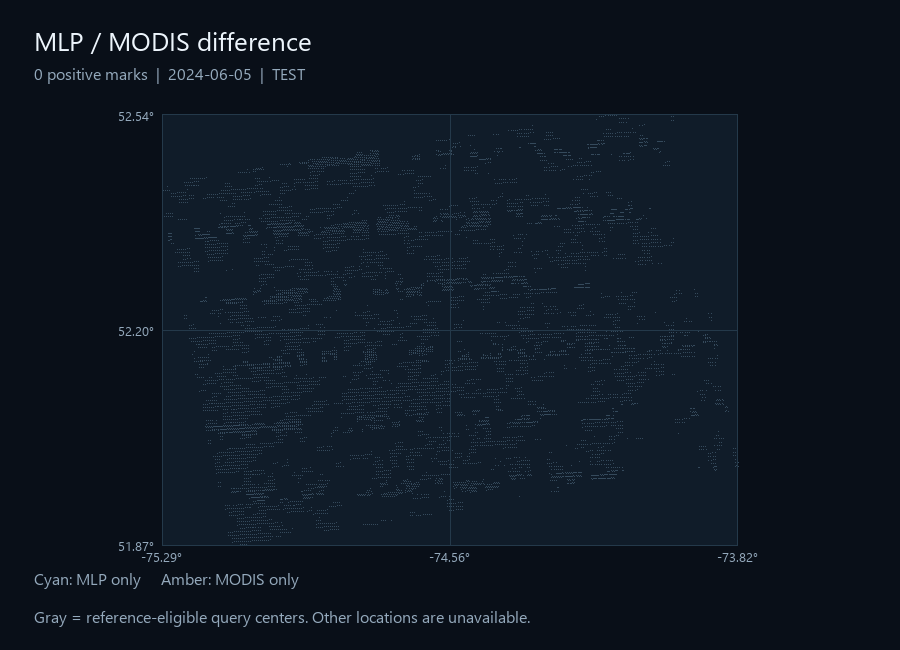 MLP / MODIS difference
0 positive marks | 2024-06-05 | TEST
52.54°
52.20°
51.87°
-75.29° -74.56° -73.82°
Cyan: MLP only Amber: MODIS only
Gray = reference-eligible query centers. Other locations are unavailable.